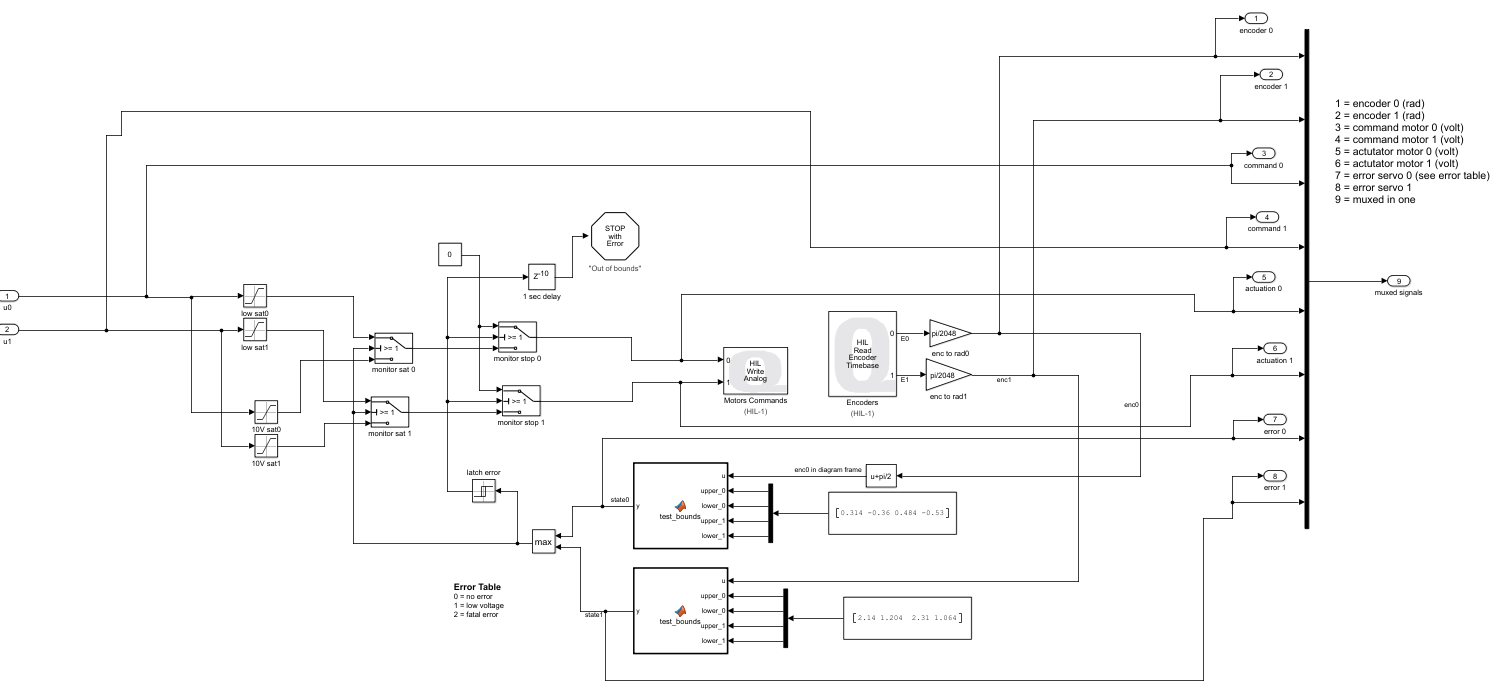 1
encoder 0
2
encoder 1
1 = encoder 0 (rad)
2 = encoder 1 (rad)
3 = command motor 0 (volt)
4 = command motor 1 (volt)
5 = actutator motor 0 (volt)
6 = actutator motor 1 (volt)
7 = error servo 0 (see error table)
8 = error servo 1
9 = muxed in one
3
command 0
4
command 1
STOP
with
Error
"Out of bounds"
0
z-10
1 sec delay
5
actuation 0
9
muxed signals
1
u0
2
u1
low sat0
low sat1
>= 1
monitor sat 0
>= 1
monitor stop 0
0
1
HIL
Write
Analog
Motors Commands
(HIL-1)
HIL
Read
Encoder
Timebase
0
1
Encoders
(HIL-1)
E0
E1
pi/2048
enc to rad0
pi/2048
enc to rad1
enc1
enc0
6
actuation 1
10V sat0
10V sat1
>= 1
monitor sat 1
>= 1
monitor stop 1
7
error 0
latch error
state0
y
test_bounds
u
upper_0
lower_0
upper_1
lower_1
enc0 in diagram frame
u+pi/2
[0.314 -0.36 0.484 -0.53]
8
error 1
max
Error Table
0 = no error
1 = low voltage
2 = fatal error
state1
y
test_bounds
u
upper_0
lower_0
upper_1
lower_1
[2.14 1.204 2.31 1.064]